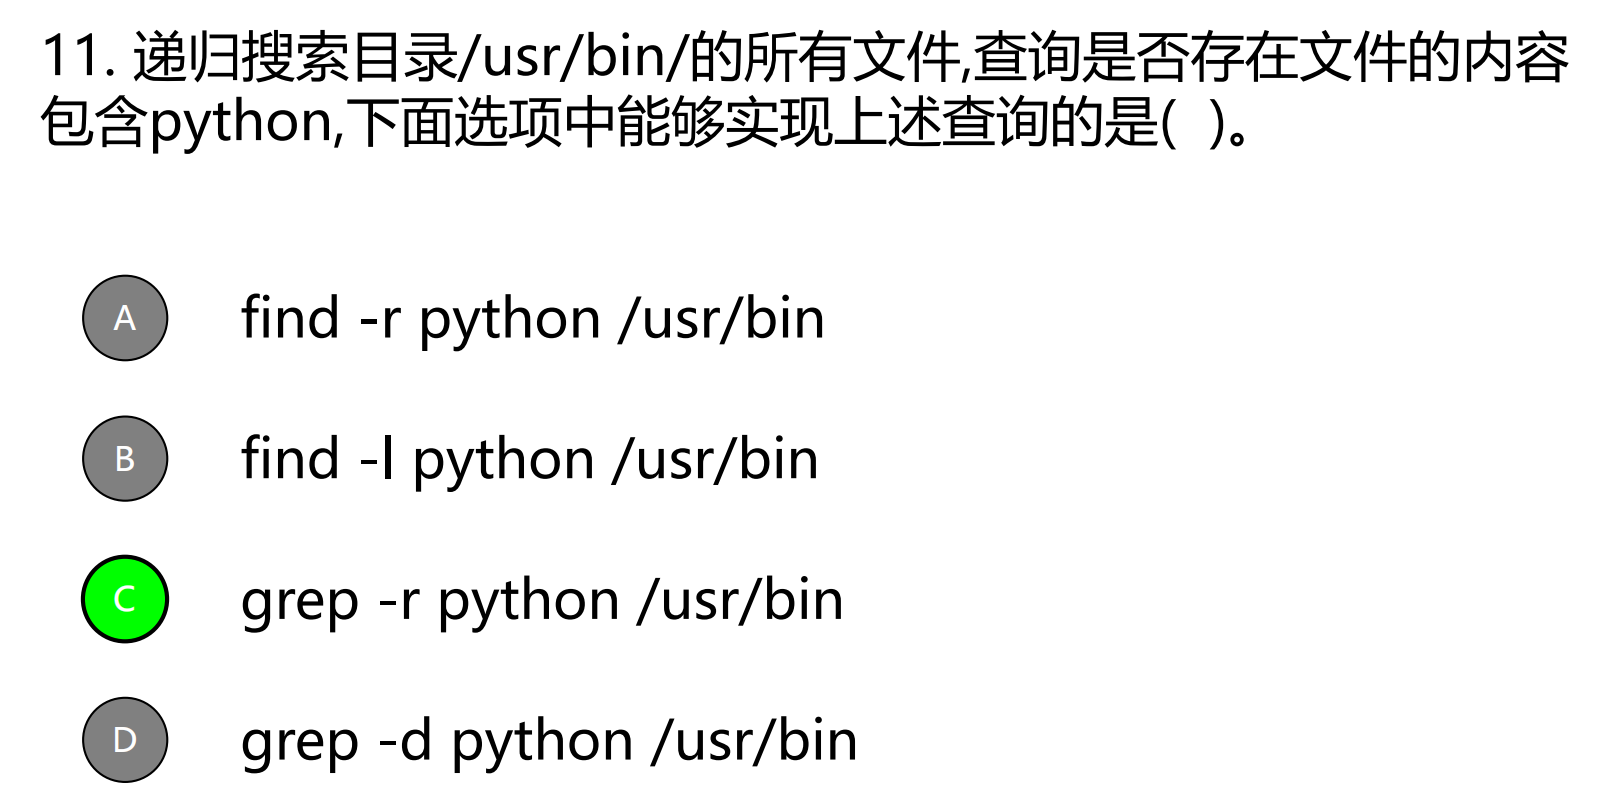 11. 递归搜索目录/usr/bin/的所有文件,查询是否存在文件的内容
包含python,下面选项中能够实现上述查询的是(  )。
A find -r python /usr/bin
B find -l python /usr/bin
C grep -r python /usr/bin
D grep -d python /usr/bin